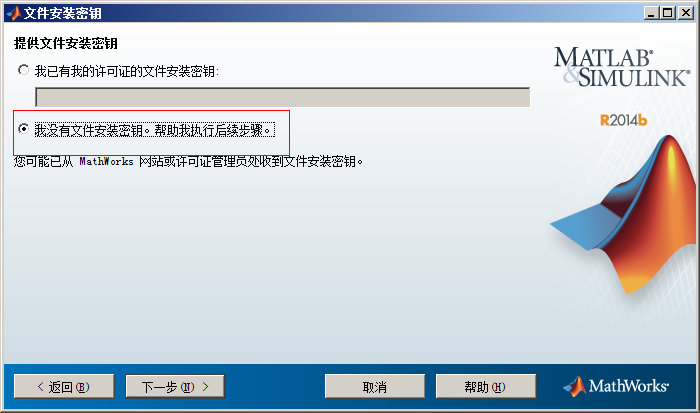 文件安装密钥
提供文件安装密钥
我已有我的许可证的文件安装密钥:
我没有文件安装密钥。帮助我执行后续步骤。
您可能已从 MathWorks 网站或许可证管理员处收到文件安装密钥。
MATLAB®
&SIMULINK®
R2014b
< 返回(B)
下一步(N) >
取消
帮助(H)
MathWorks®